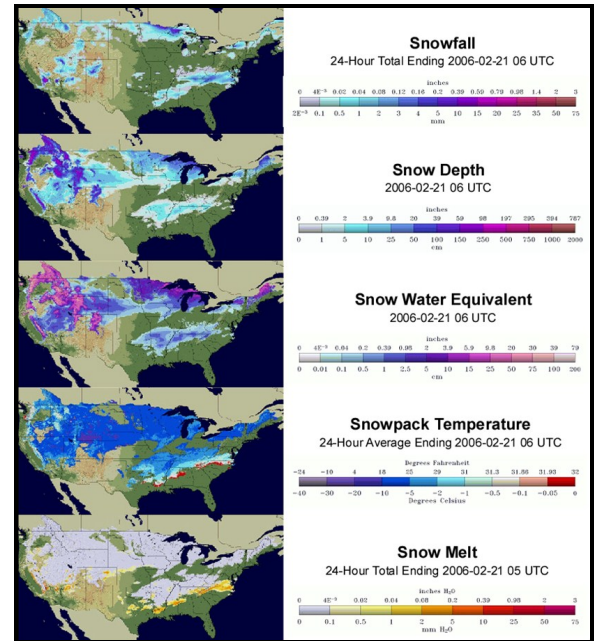 Snowfall
24-Hour Total Ending 2006-02-21 06 UTC
inches
0 4E⁻³ 0.02 0.04 0.08 0.12 0.16 0.2 0.39 0.59 0.79 0.98 1.4 2 3
2E⁻³ 0.1 0.5 1 2 3 4 5 10 15 20 25 35 50 75
mm
Snow Depth
2006-02-21 06 UTC
inches
0 0.39 2 3.9 9.8 20 39 59 98 197 295 394 787
0 1 5 10 25 50 100 150 250 500 750 1000 2000
cm
Snow Water Equivalent
2006-02-21 06 UTC
inches
0 4E⁻³ 0.04 0.2 0.39 0.98 2 3.9 5.9 9.8 20 30 39 79
0 0.01 0.1 0.5 1 2.5 5 10 15 25 50 75 100 200
cm
Snowpack Temperature
24-Hour Average Ending 2006-02-21 06 UTC
Degrees Fahrenheit
-24 -10 4 18 25 29 31 31.3 31.86 31.93 32
-40 -30 -20 -10 -5 -2 -1 -0.5 -0.1 -0.05 0
Degrees Celsius
Snow Melt
24-Hour Total Ending 2006-02-21 05 UTC
inches H₂O
0 4E⁻³ 0.02 0.04 0.08 0.2 0.39 0.98 2 3
0 0.1 0.5 1 2 5 10 25 50 75
mm H₂O